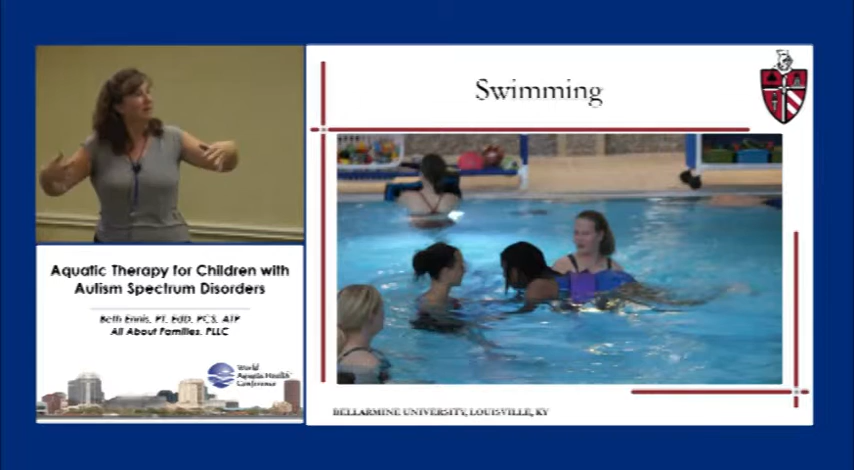 Swimming
Aquatic Therapy for Children with
Autism Spectrum Disorders
Beth Ennis, PT, EdD, PCS, ATP
All About Families, PLLC
World
Aquatic Health
Conference
BELLARMINE UNIVERSITY, LOUISVILLE, KY